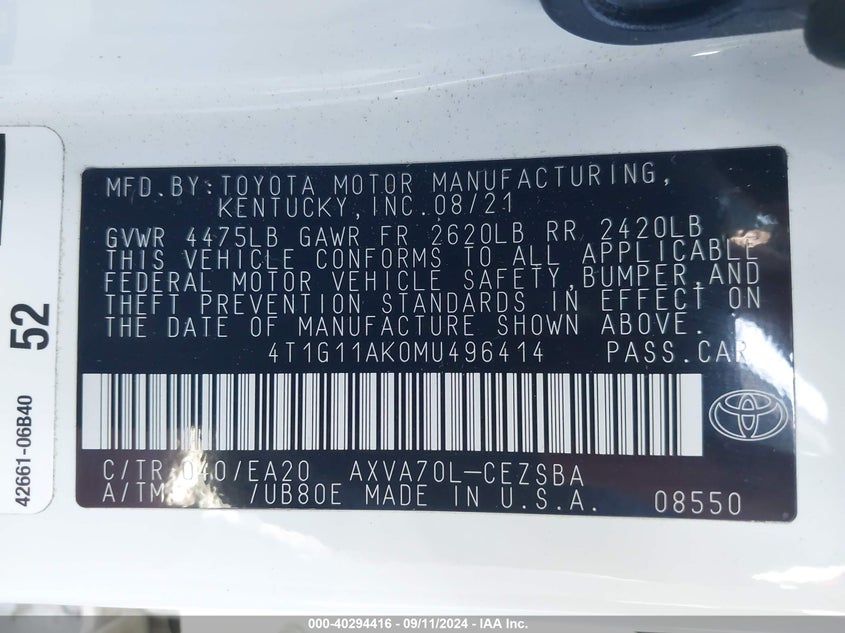 MFD.BY:TOYOTA MOTOR MANUFACTURING,
KENTUCKY,INC.08/21
GVWR 4475LB GAWR FR 2620LB RR 2420LB
THIS VEHICLE CONFORMS TO ALL APPLICABLE
FEDERAL MOTOR VEHICLE SAFETY,BUMPER,AND
THEFT PREVENTION STANDARDS IN EFFECT ON
THE DATE OF MANUFACTURE SHOWN ABOVE.
4T1G11AK0MU496414 PASS.CAR
C/TR 040/EA20 AXVA70L-CEZSBA
A/TM /UB80E MADE IN U.S.A. 08550
52
42661-06B40
000-40294416 - 09/11/2024 - IAA Inc.